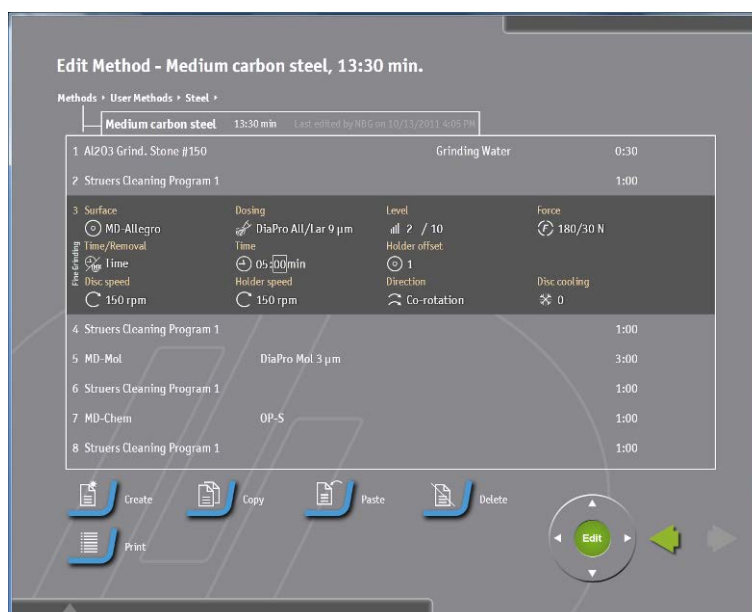 Edit Method - Medium carbon steel, 13:30 min.
Methods ▸ User Methods ▸ Steel ▸
Medium carbon steel 13:30 min Last edited by NBG on 10/13/2011 4:05 PM
1 Al2O3 Grind. Stone #150 Grinding Water 0:30
2 Struers Cleaning Program 1 1:00
3 Surface Dosing Level Force
MD-Allegro DiaPro All/Lar 9 µm 2 / 10 180/30 N
Time/Removal Time Holder offset
Time 05:00 min 1
Disc speed Holder speed Direction Disc cooling
150 rpm 150 rpm Co-rotation 0
Fine Grinding
4 Struers Cleaning Program 1 1:00
5 MD-Mol DiaPro Mol 3 µm 3:00
6 Struers Cleaning Program 1 1:00
7 MD-Chem OP-S 1:00
8 Struers Cleaning Program 1 1:00
Create Copy Paste Delete
Print
Edit